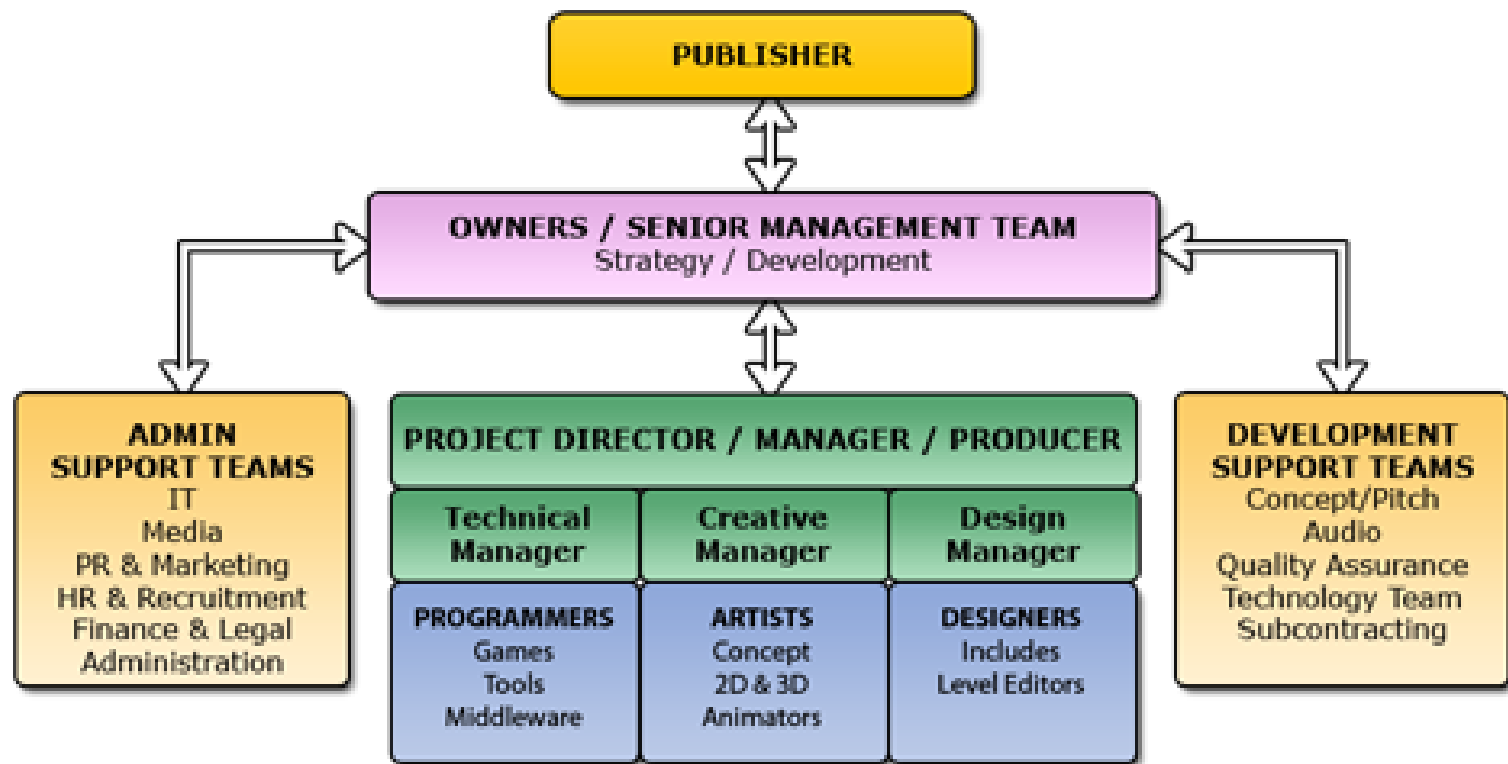 PUBLISHER
OWNERS / SENIOR MANAGEMENT TEAM
Strategy / Development
ADMIN
SUPPORT TEAMS
IT
Media
PR & Marketing
HR & Recruitment
Finance & Legal
Administration
PROJECT DIRECTOR / MANAGER / PRODUCER
Technical
Manager
Creative
Manager
Design
Manager
PROGRAMMERS
Games
Tools
Middleware
ARTISTS
Concept
2D & 3D
Animators
DESIGNERS
Includes
Level Editors
DEVELOPMENT
SUPPORT TEAMS
Concept/Pitch
Audio
Quality Assurance
Technology Team
Subcontracting